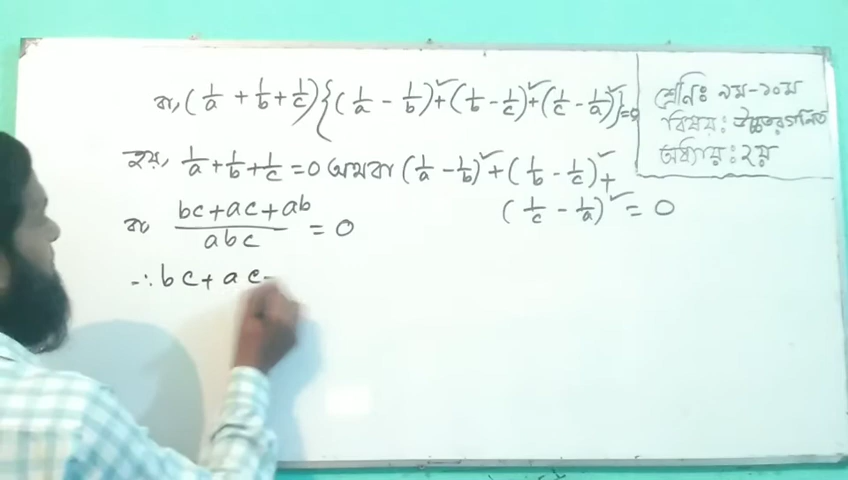 বা, (1/a + 1/b + 1/c){(1/a - 1/b)² + (1/b - 1/c)² + (1/c - 1/a)²} = 0
হয়, 1/a + 1/b + 1/c = 0 অথবা (1/a - 1/b)² + (1/b - 1/c)² +
(1/c - 1/a)² = 0
বা (bc + ac + ab)/abc = 0
∴ bc + ac
শ্রেনিঃ ৯ম-১০ম
বিষয়ঃ উচ্চতরগনিত
অধ্যায়ঃ ২য়